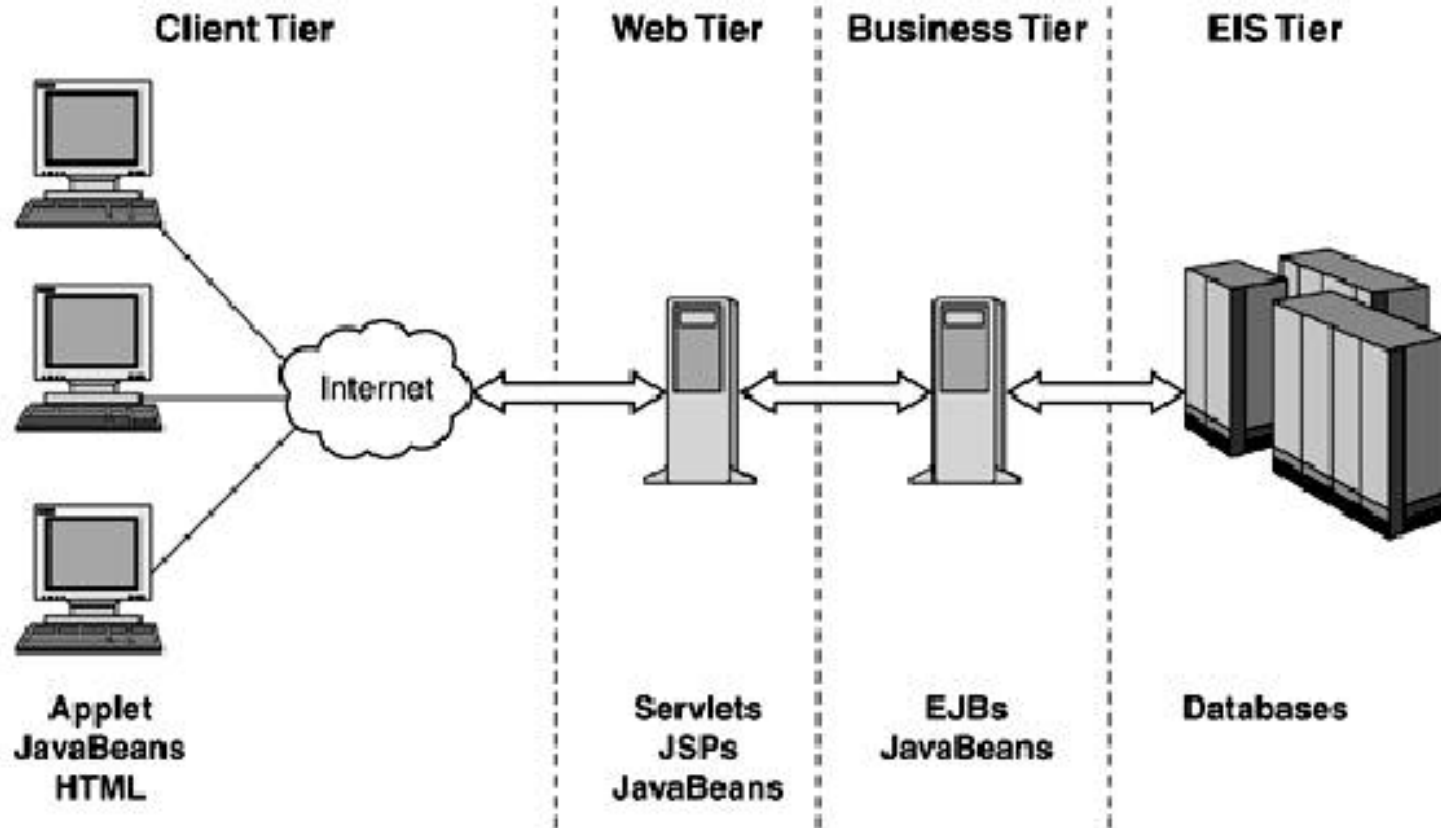 Client Tier
Web Tier
Business Tier
EIS Tier
Internet
Applet
JavaBeans
HTML
Servlets
JSPs
JavaBeans
EJBs
JavaBeans
Databases